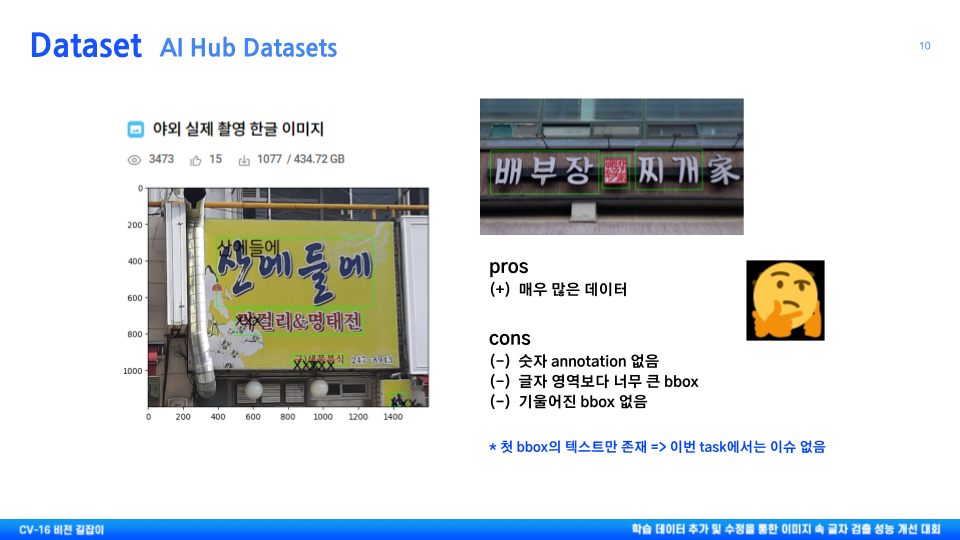 Dataset AI Hub Datasets
10
야외 실제 촬영 한글 이미지
3473 15 1077 / 434.72 GB
0
200
400
600
800
1000
0 200 400 600 800 1000 1200 1400
산에들에
산에들에
XXX
막걸리&명태전
247-8943
XXXXX
배부장 찌개家
pros
(+) 매우 많은 데이터
cons
(-) 숫자 annotation 없음
(-) 글자 영역보다 너무 큰 bbox
(-) 기울어진 bbox 없음
* 첫 bbox의 텍스트만 존재 => 이번 task에서는 이슈 없음
CV-16 비전 길잡이
학습 데이터 추가 및 수정을 통한 이미지 속 글자 검출 성능 개선 대회